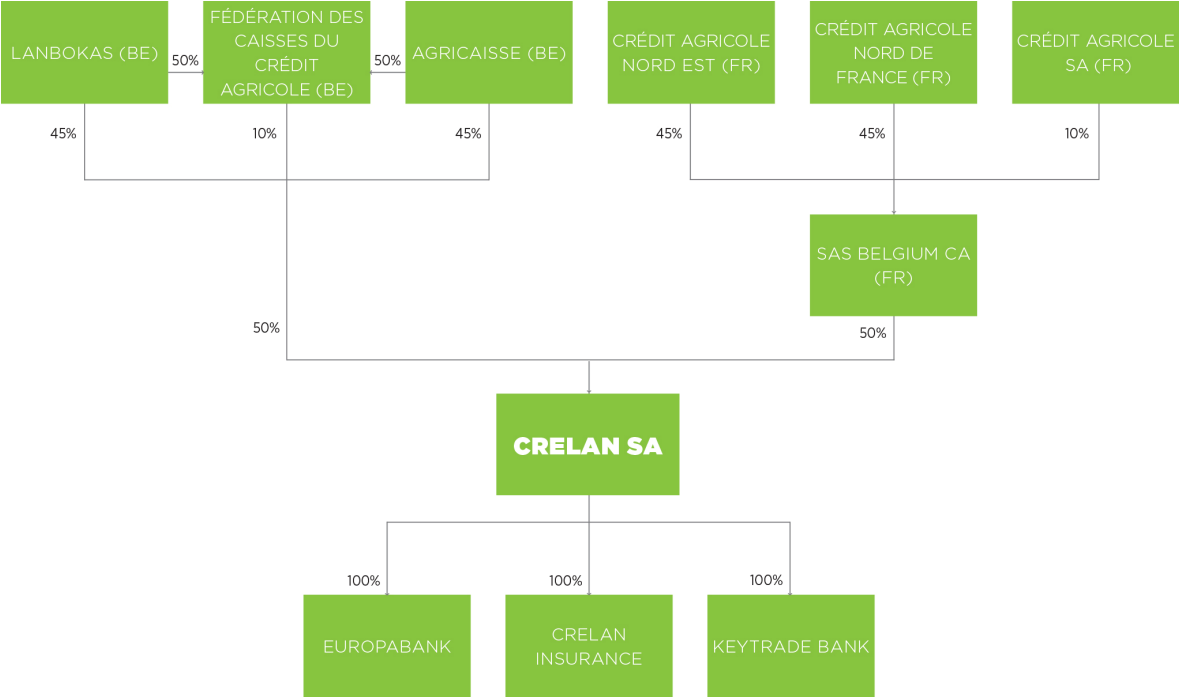 LANBOKAS (BE)
50%
FÉDÉRATION DES
CAISSES DU
CRÉDIT
AGRICOLE (BE)
50%
AGRICAISSE (BE)
CRÉDIT AGRICOLE
NORD EST (FR)
CRÉDIT AGRICOLE
NORD DE
FRANCE (FR)
CRÉDIT AGRICOLE
SA (FR)
45%
10%
45%
45%
45%
10%
SAS BELGIUM CA
(FR)
50%
50%
CRELAN SA
100%
100%
100%
EUROPABANK
CRELAN
INSURANCE
KEYTRADE BANK